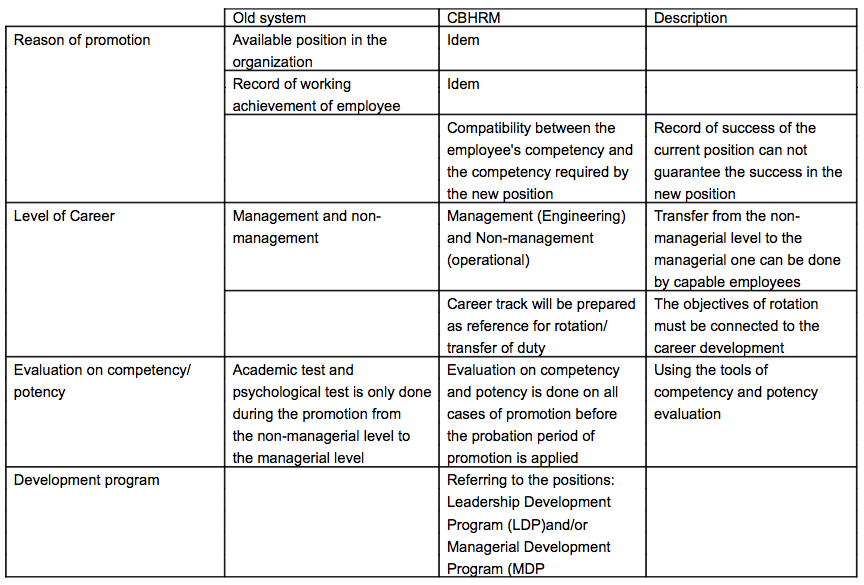 Old system CBHRM Description
Reason of promotion
Available position in the
organization
Idem
Record of working
achievement of employee
Idem
Compatibility between the
employee's competency and
the competency required by
the new position
Record of success of the
current position can not
guarantee the success in the
new position
Level of Career
Management and non-
management
Management (Engineering)
and Non-management
(operational)
Transfer from the non-
managerial level to the
managerial one can be done
by capable employees
Career track will be prepared
as reference for rotation/
transfer of duty
The objectives of rotation
must be connected to the
career development
Evaluation on competency/
potency
Academic test and
psychological test is only done
during the promotion from
the non-managerial level to
the managerial level
Evaluation on competency
and potency is done on all
cases of promotion before
the probation period of
promotion is applied
Using the tools of
competency and potency
evaluation
Development program
Referring to the positions:
Leadership Development
Program (LDP)and/or
Managerial Development
Program (MDP